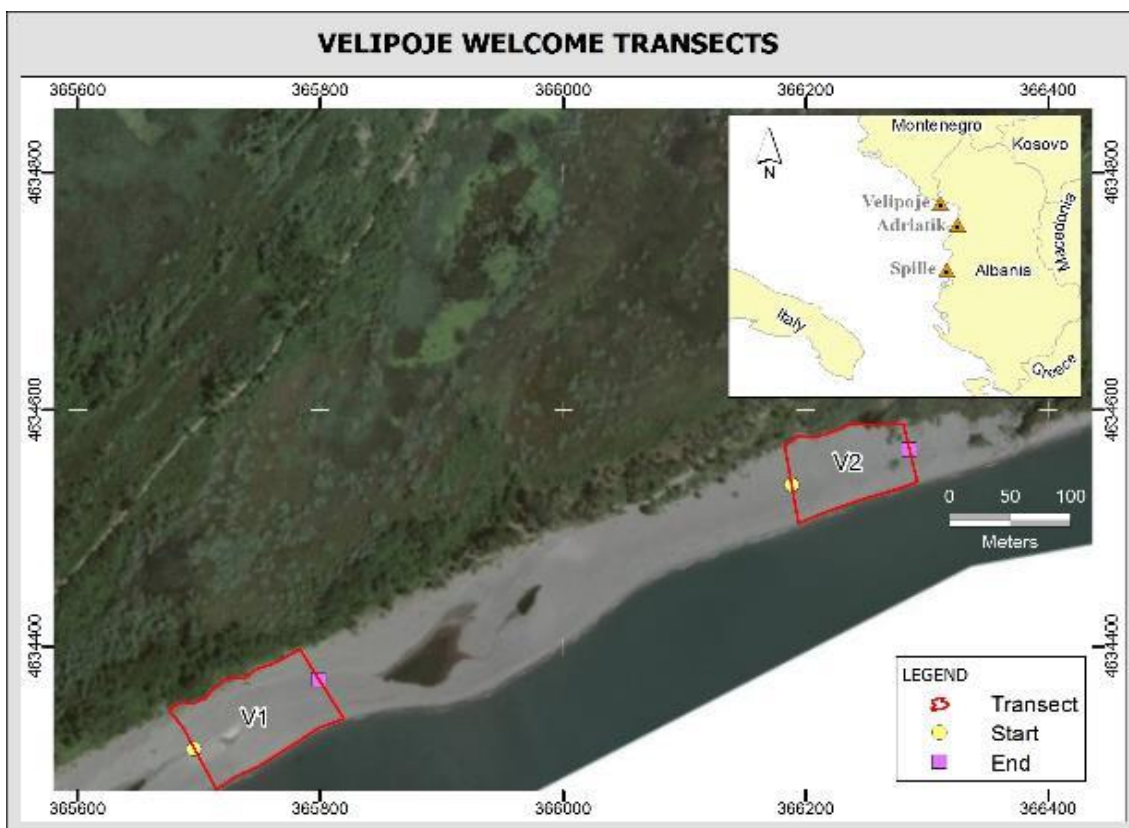 VELIPOJE WELCOME TRANSECTS
365600 365800 366000 366200 366400
4634800
4634600
4634400
4634800
4634600
4634400
N
Montenegro
Kosovo
Velipoje
Adriatik
Macedonia
Spille
Albania
Italy
Greece
V2
0 50 100
Meters
V1
LEGEND
Transect
Start
End
365600 365800 366000 366200 366400